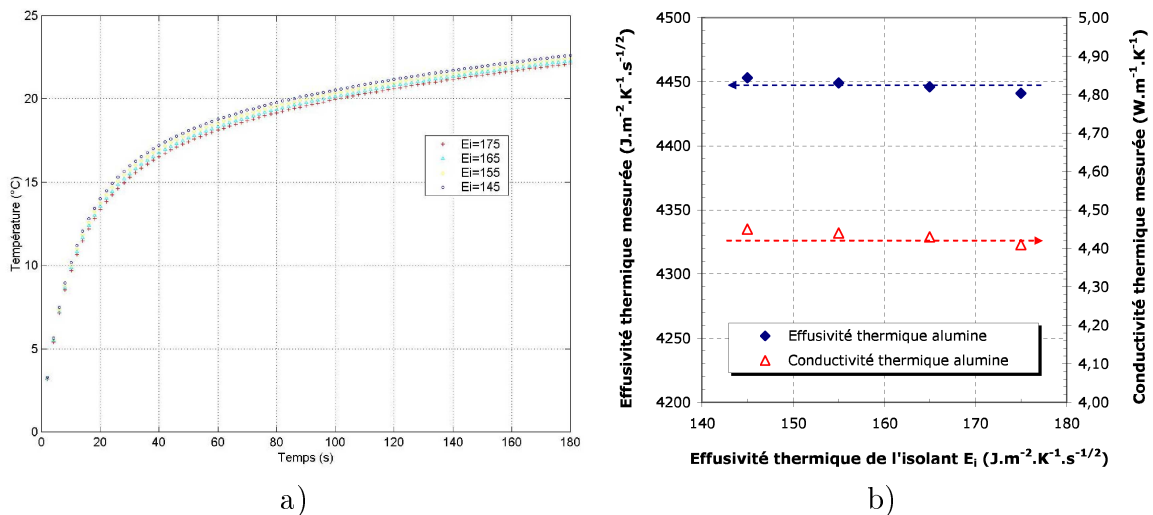 25
20
15
10
5
0
0 20 40 60 80 100 120 140 160 180
Température (°C)
Temps (s)
Ei=175
Ei=165
Ei=155
Ei=145
a)
Effusivité thermique mesurée (J.m⁻².K⁻¹.s⁻¹/²)
4500
4450
4400
4350
4300
4250
4200
5,00
4,90
4,80
4,70
4,60
4,50
4,40
4,30
4,20
4,10
4,00
Conductivité thermique mesurée (W.m⁻¹.K⁻¹)
Effusivité thermique alumine
Conductivité thermique alumine
140 150 160 170 180
Effusivité thermique de l'isolant Eᵢ (J.m⁻².K⁻¹.s⁻¹/²)
b)